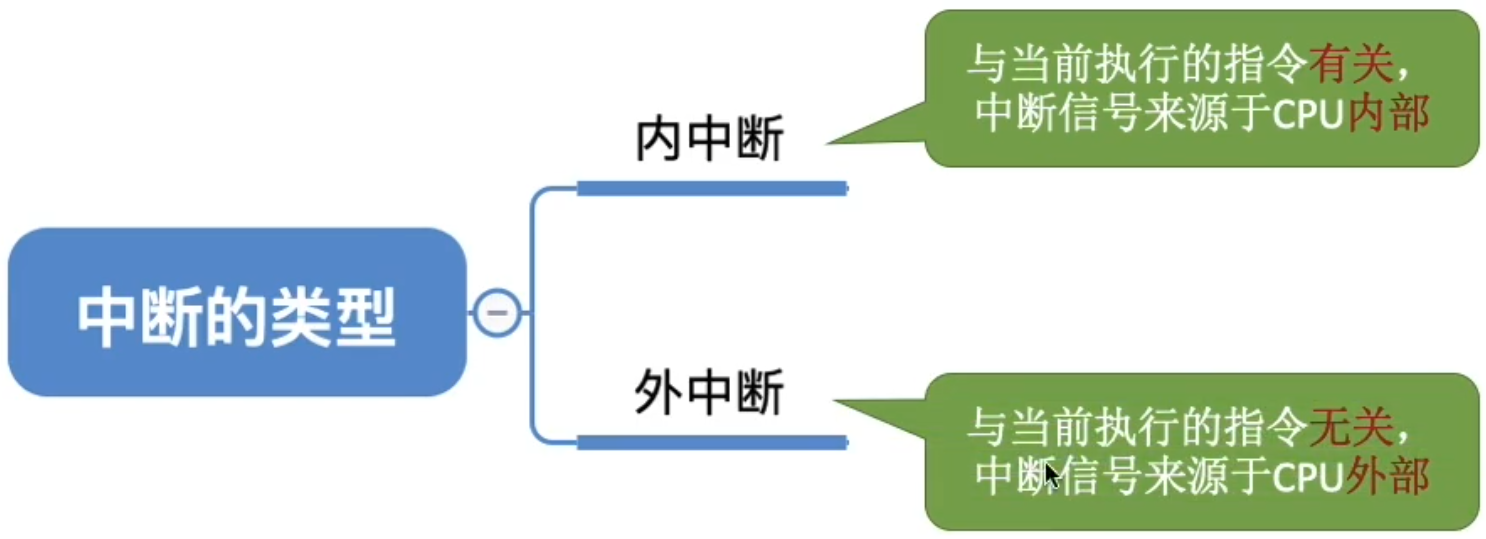 中断的类型
内中断
与当前执行的指令有关，
中断信号来源于CPU内部
外中断
与当前执行的指令无关，
中断信号来源于CPU外部